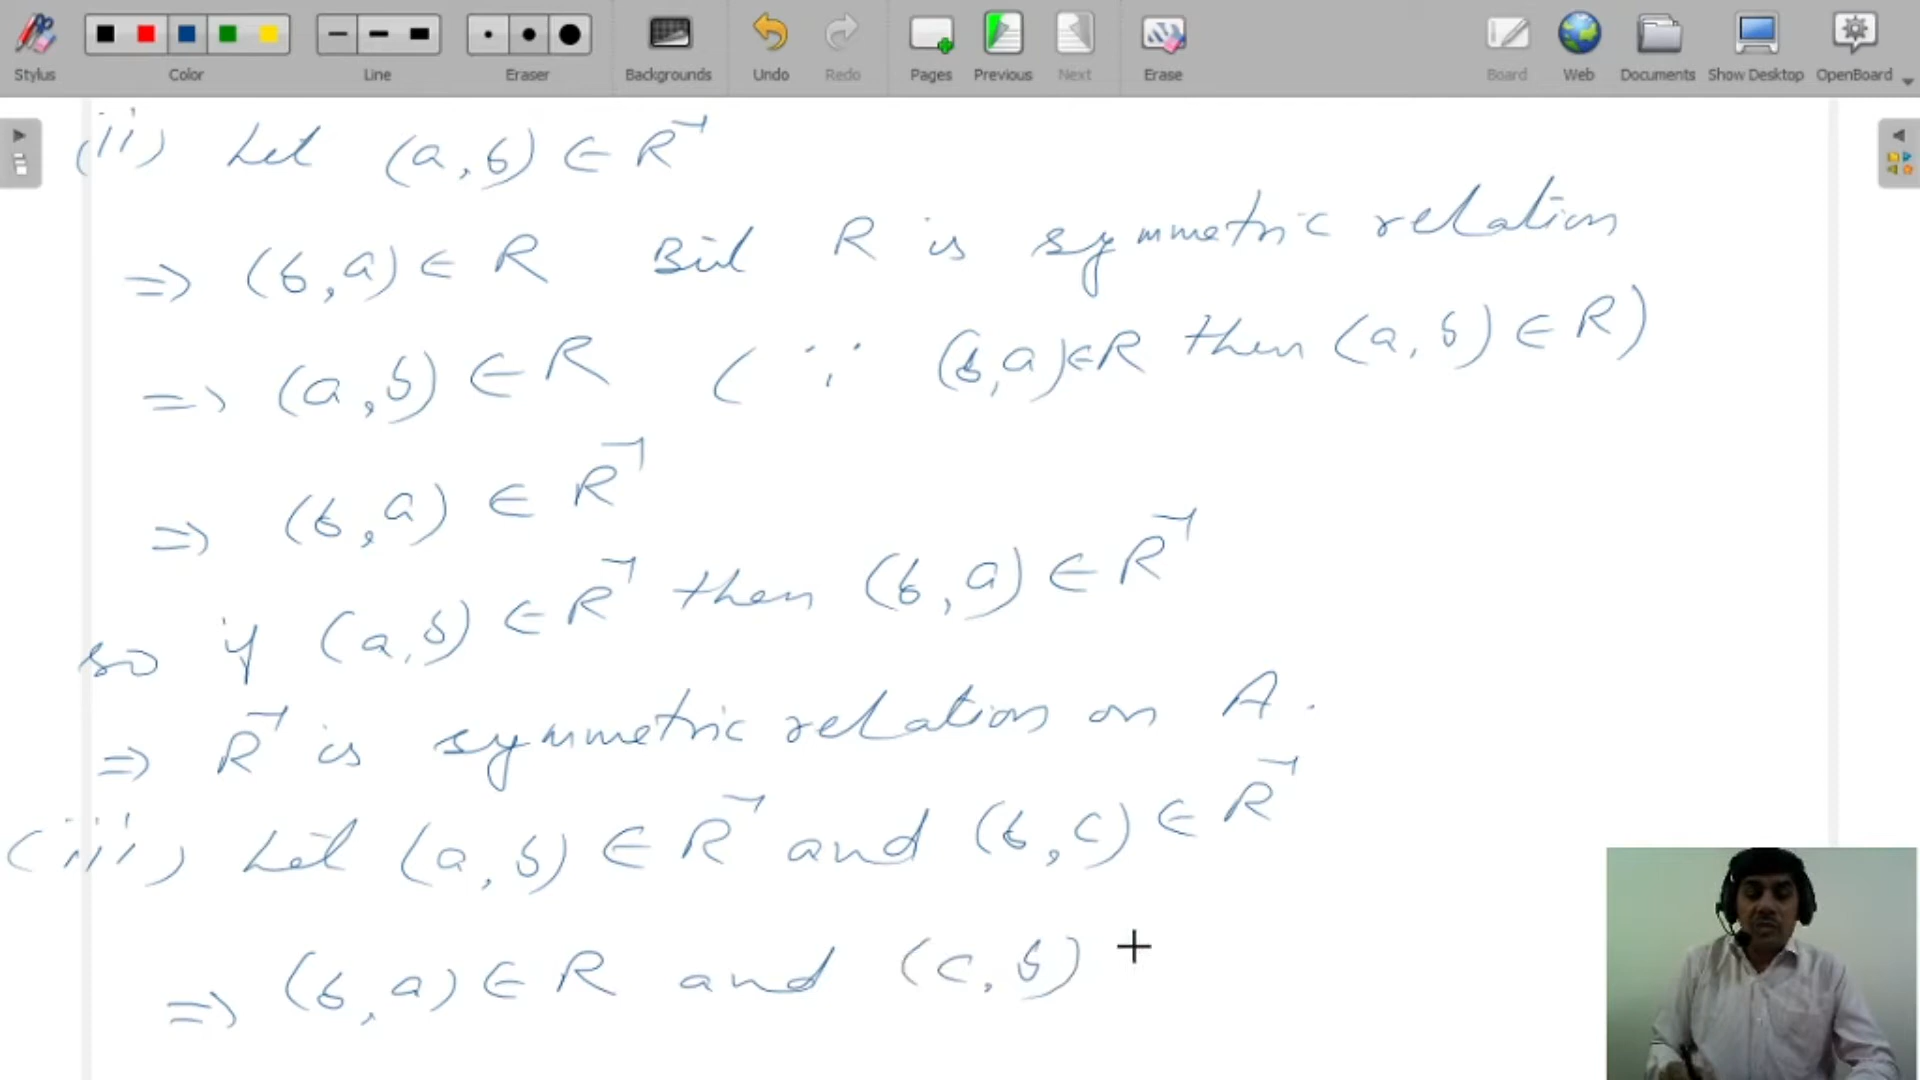 Stylus Color Line Eraser Backgrounds Undo Redo Pages Previous Next Erase Board Web Documents Show Desktop OpenBoard
(ii) Let (a,b) ∈ R⁻¹
⇒ (b,a) ∈ R But R is symmetric relation
⇒ (a,b) ∈ R (∵ (b,a)∈R then (a,b) ∈ R)
⇒ (b,a) ∈ R⁻¹
so if (a,b) ∈ R⁻¹ then (b,a) ∈ R⁻¹
⇒ R⁻¹ is symmetric relation on A.
(iii) Let (a,b) ∈ R⁻¹ and (b,c) ∈ R⁻¹
⇒ (b,a) ∈ R and (c,b)